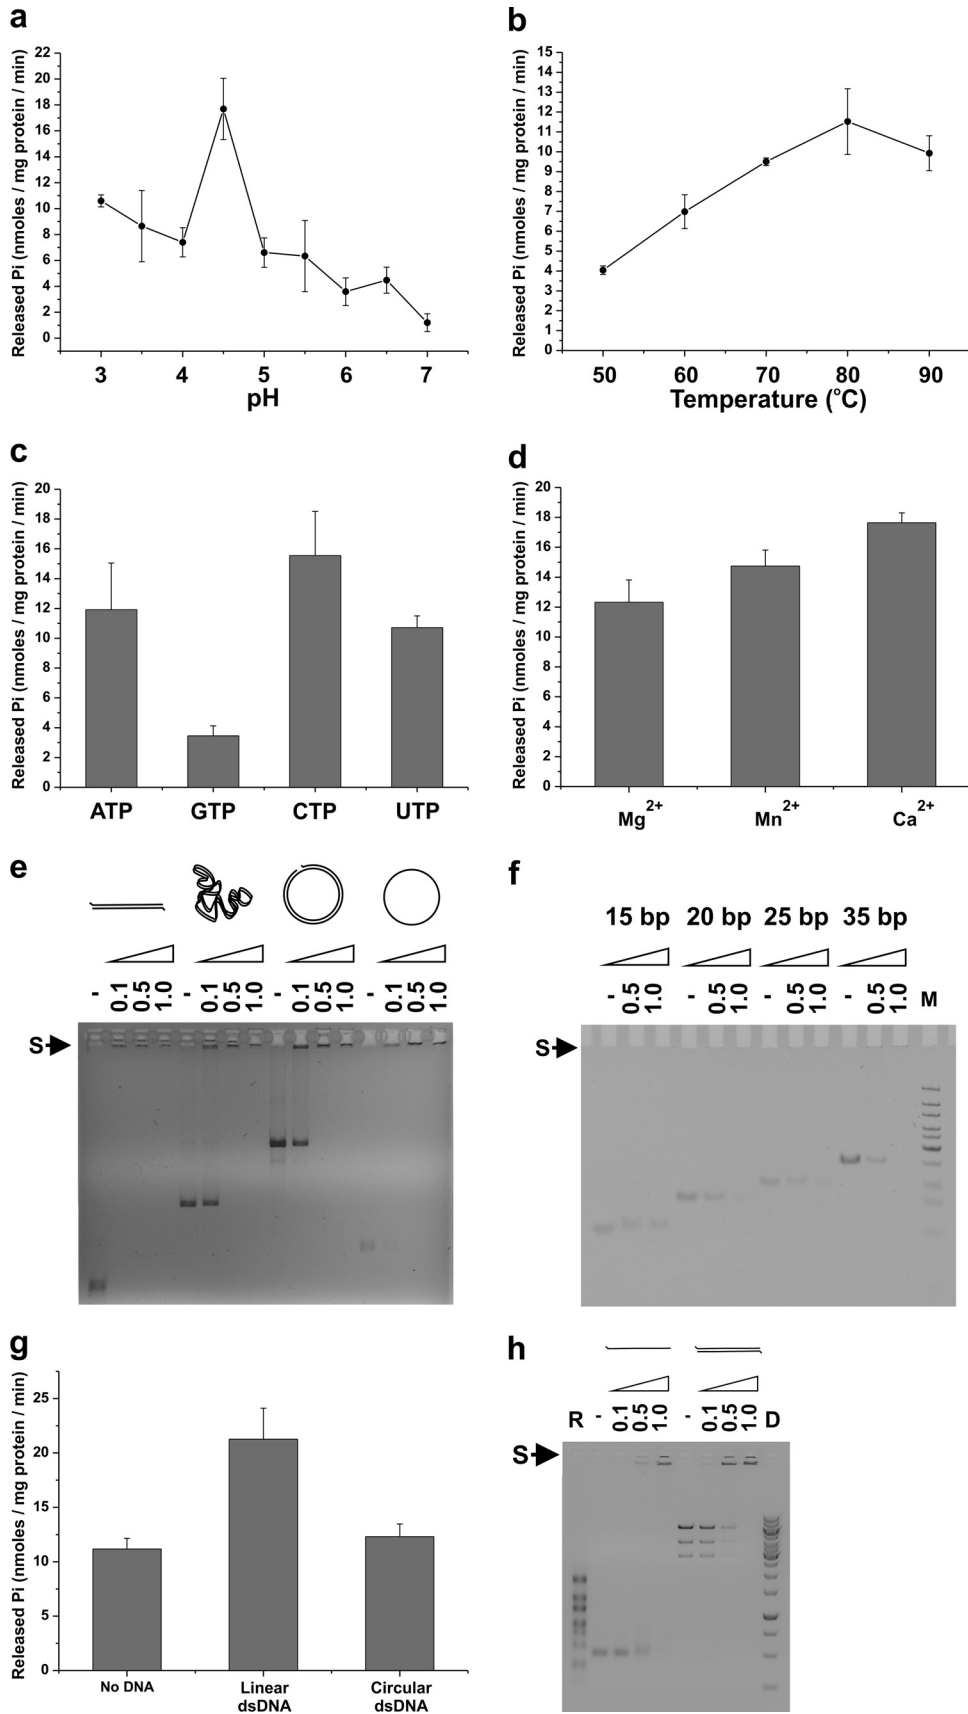 a
Released Pi (nmoles / mg protein / min)
22
20
18
16
14
12
10
8
6
4
2
0
3 4 5 6 7
pH
b
Released Pi (nmoles / mg protein / min)
15
14
13
12
11
10
9
8
7
6
5
4
3
2
1
0
50 60 70 80 90
Temperature (°C)
c
Released Pi (nmoles / mg protein / min)
20
18
16
14
12
10
8
6
4
2
0
ATP GTP CTP UTP
d
Released Pi (nmoles / mg protein / min)
20
18
16
14
12
10
8
6
4
2
0
Mg2+ Mn2+ Ca2+
e
- 0.1 0.5 1.0 - 0.1 0.5 1.0 - 0.1 0.5 1.0 - 0.1 0.5 1.0
S
f
15 bp 20 bp 25 bp 35 bp
- 0.5 1.0 - 0.5 1.0 - 0.5 1.0 - 0.5 1.0 M
S
g
Released Pi (nmoles / mg protein / min)
25
20
15
10
5
0
No DNA Linear Circular
dsDNA dsDNA
h
R - 0.1 0.5 1.0 - 0.1 0.5 1.0 D
S